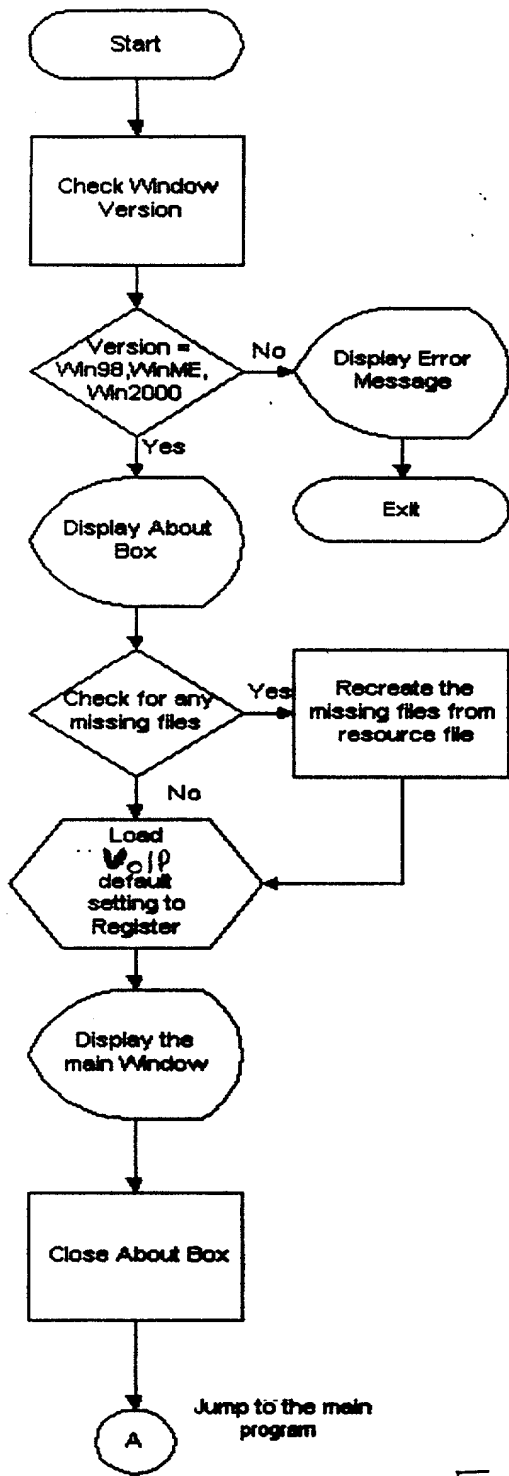 Start
Check Window
Version
Version =
Win98,WinME,
Win2000
No
Display Error
Message
Yes
Exit
Display About
Box
Check for any
missing files
Yes
Recreate the
missing files from
resource file
No
Load
VoIP
default
setting to
Register
Display the
main Window
Close About Box
A
Jump to the main
program